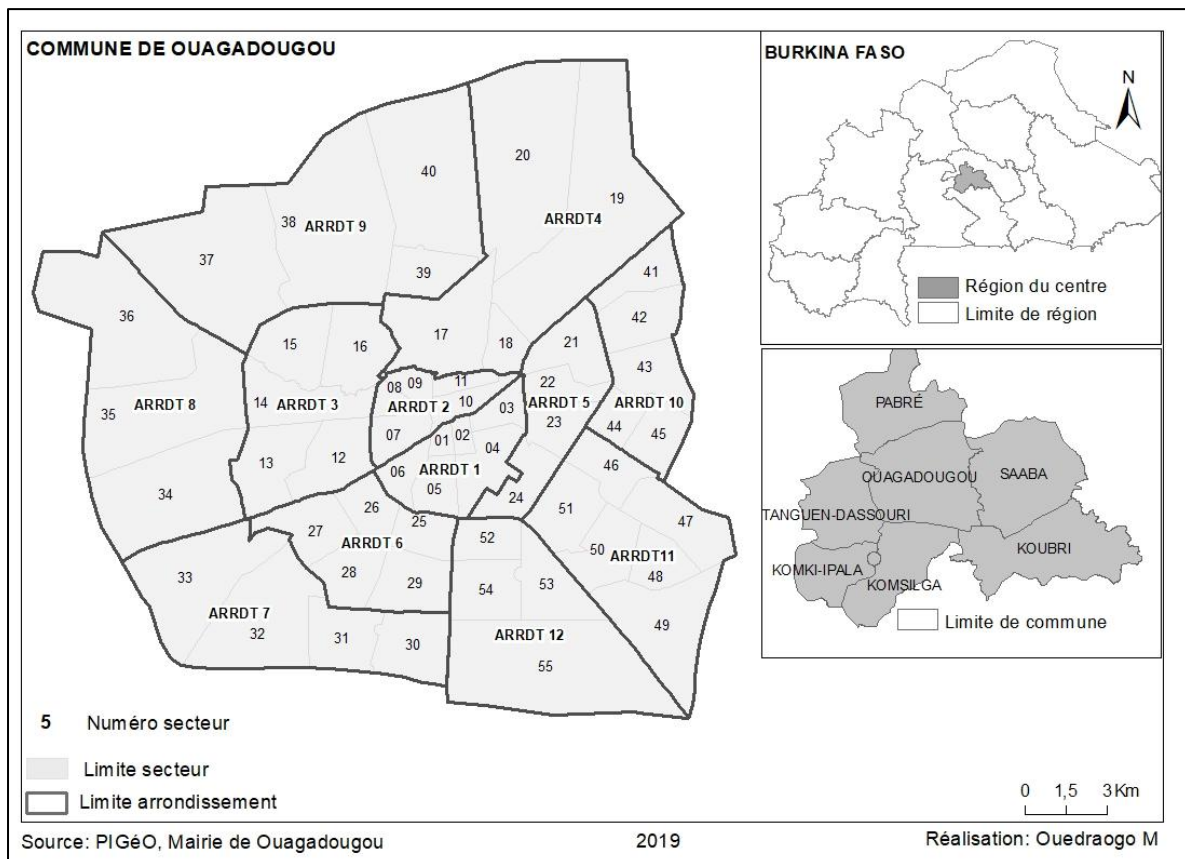 COMMUNE DE OUAGADOUGOU
20
40
19
38
ARRDT 9
ARRDT4
37
39
41
36
42
17
18
21
15
16
43
08
09
11
22
14
ARRDT 3
ARRDT 2
10
03
ARRDT 5
ARRDT 10
35
ARRDT 8
23
07
01
02
44
45
04
13
12
06
ARRDT 1
46
05
34
24
26
51
47
27
25
ARRDT 6
52
50
ARRDT11
33
28
29
54
53
48
ARRDT 7
32
31
30
ARRDT 12
49
55
5 Numéro secteur
Limite secteur
Limite arrondissement
BURKINA FASO
N
Région du centre
Limite de région
PABRÉ
OUAGADOUGOU
SAABA
TANGUEN-DASSOURI
KOUBRI
KOMKI-IPALA
KOMSILGA
Limite de commune
0 1,5 3 Km
Source: PIGéO, Mairie de Ouagadougou
2019
Réalisation: Ouedraogo M